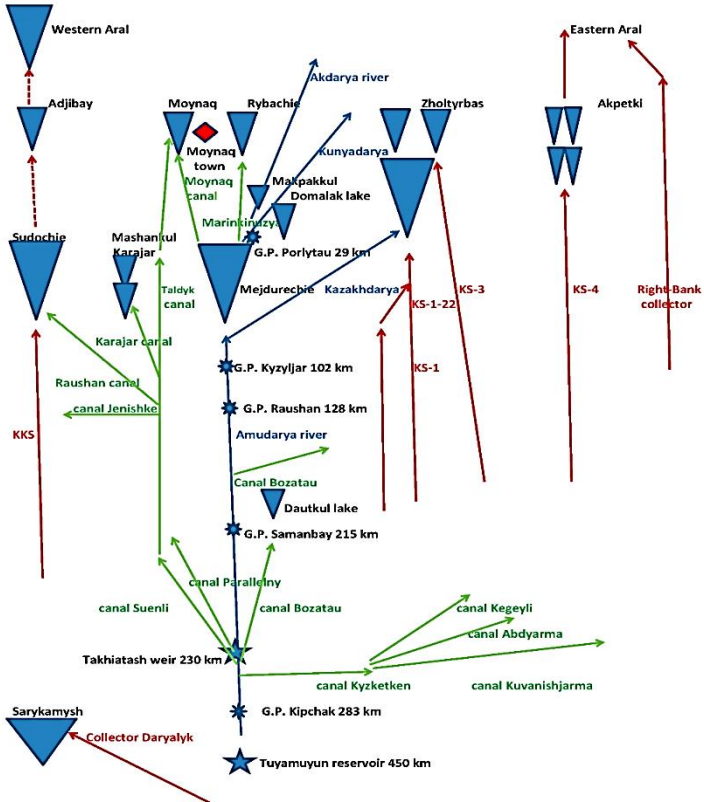 Western Aral
Eastern Aral
Akdarya river
Adjibay
Moynaq
Rybachie
Zholtyrbas
Akpetki
Moynaq
town
Kunyadarya
Moynaq
canal
Makpakkul
Domalak lake
Marinkinuzyak
Sudochie
Mashankul
Karajar
G.P. Porlytau 29 km
Taldyk
canal
Mejdurechie
Kazakhdarya
KS-1-22
KS-3
KS-4
Right-Bank
collector
Karajar canal
G.P. Kyzyljar 102 km
KS-1
Raushan canal
canal Jenishke
G.P. Raushan 128 km
KKS
Amudarya river
Canal Bozatau
Dautkul lake
G.P. Samanbay 215 km
canal Parallelny
canal Suenli
canal Bozatau
canal Kegeyli
canal Abdyarma
Takhiatash weir 230 km
canal Kyzketken
canal Kuvanishjarma
Sarykamysh
G.P. Kipchak 283 km
Collector Daryalyk
Tuyamuyun reservoir 450 km